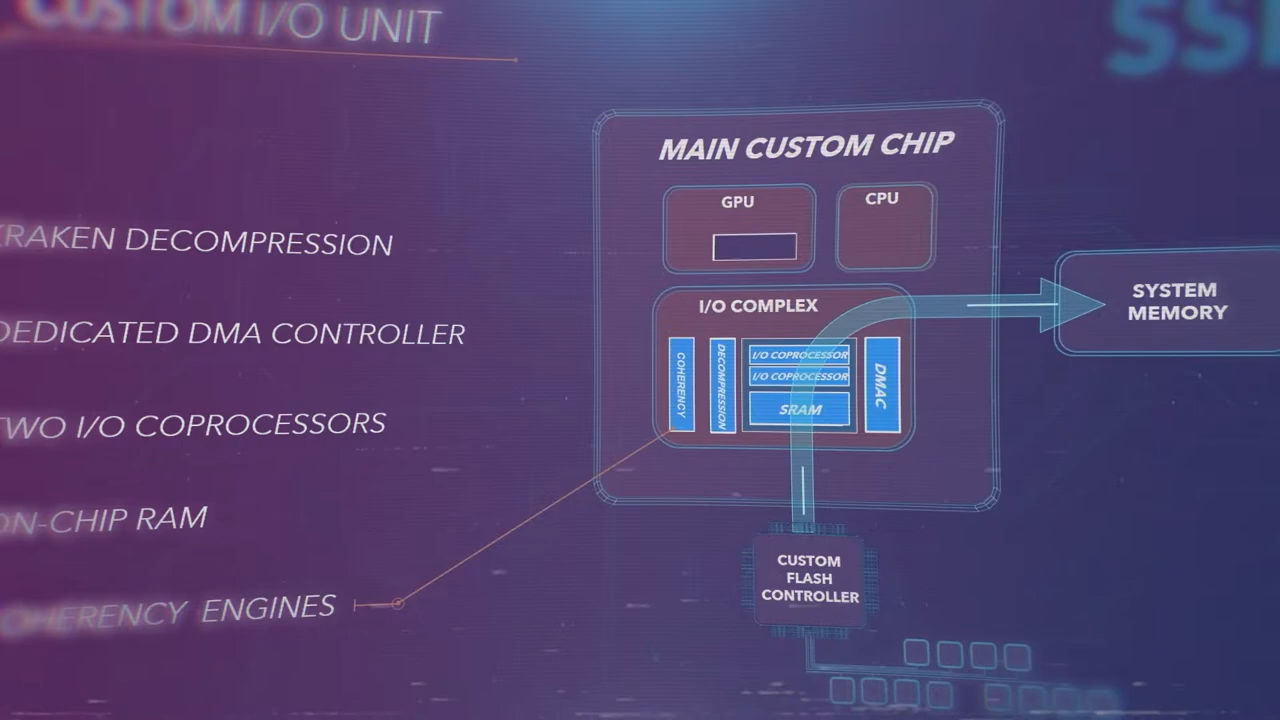 CUSTOM I/O UNIT
SS
MAIN CUSTOM CHIP
GPU
CPU
KRAKEN DECOMPRESSION
I/O COMPLEX
SYSTEM
MEMORY
DEDICATED DMA CONTROLLER
COHERENCY
DECOMPRESSION
I/O COPROCESSOR
I/O COPROCESSOR
SRAM
DMAC
TWO I/O COPROCESSORS
ON-CHIP RAM
CUSTOM
FLASH
CONTROLLER
COHERENCY ENGINES